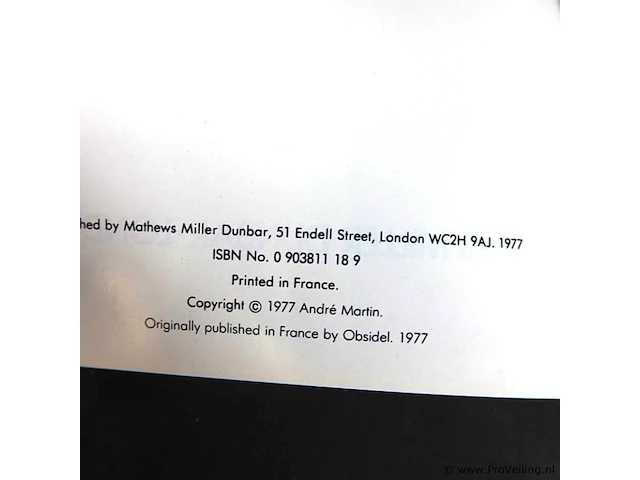 hed by Mathews Miller Dunbar, 51 Endell Street, London WC2H 9AJ. 1977
ISBN No. 0 903811 18 9
Printed in France.
Copyright © 1977 André Martin.
Originally published in France by Obsidel. 1977
© www.ProVeiling.nl